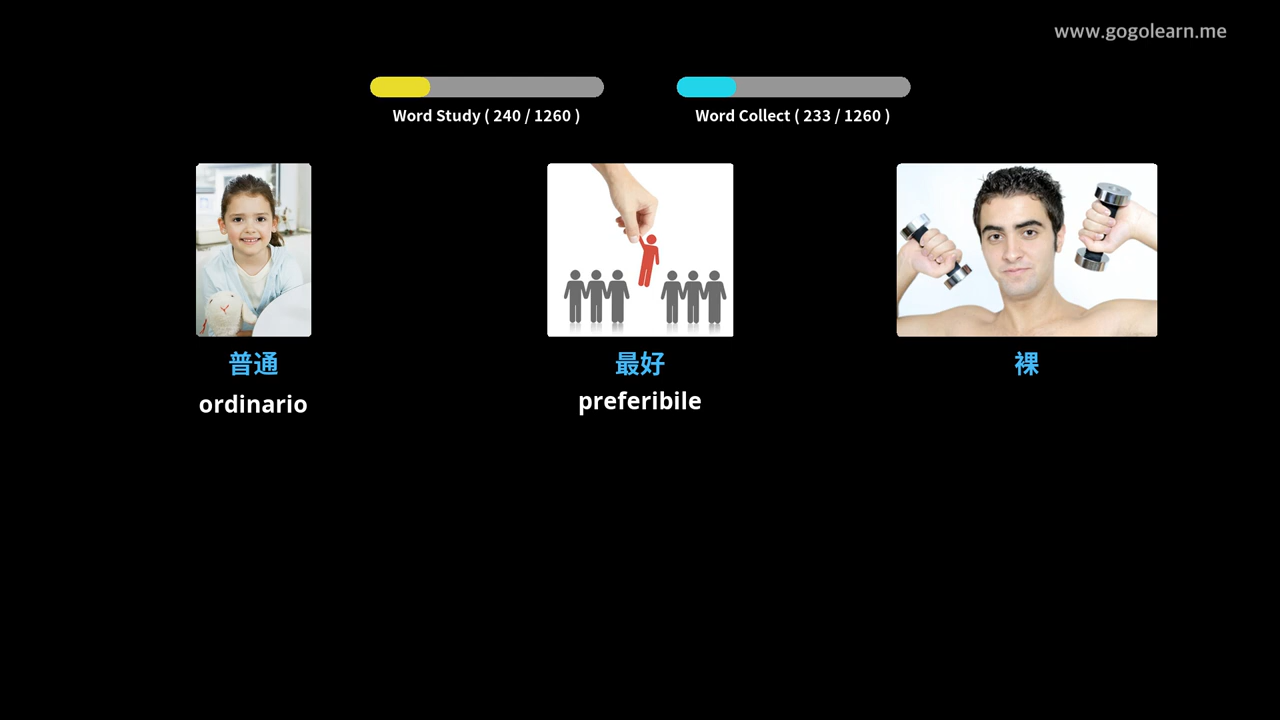 www.gogolearn.me
Word Study ( 240 / 1260 )
Word Collect ( 233 / 1260 )
普通
最好
裸
ordinario
preferibile